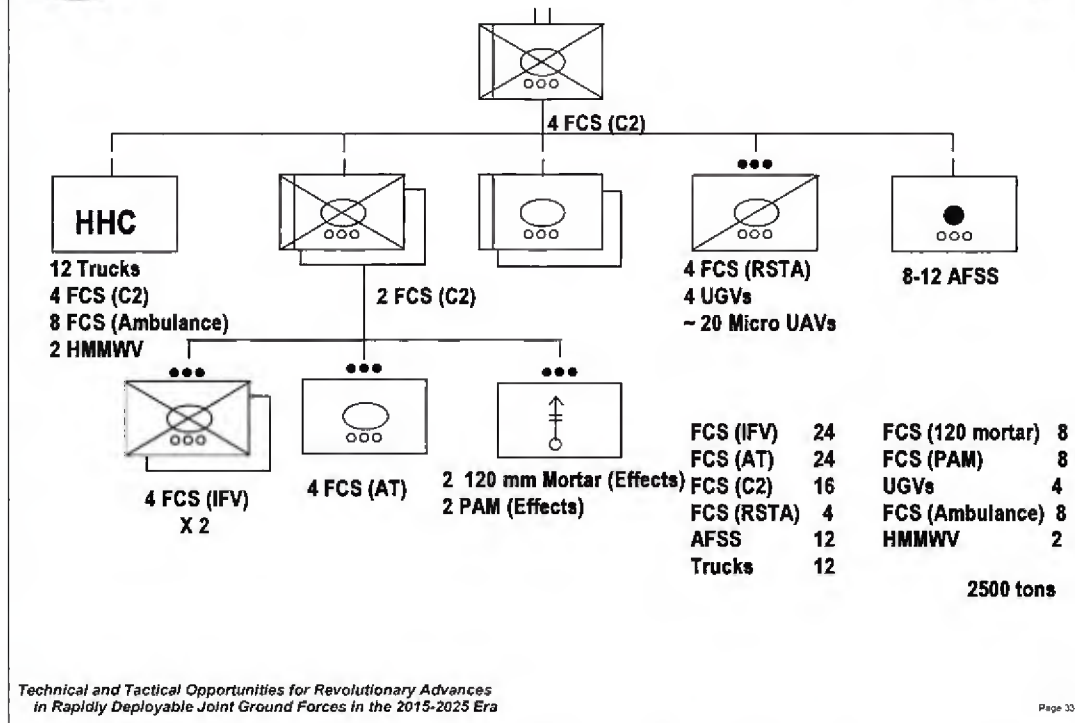 4 FCS (C2)
HHC
12 Trucks
4 FCS (C2)
8 FCS (Ambulance)
2 HMMWV
2 FCS (C2)
4 FCS (RSTA)
4 UGVs
~ 20 Micro UAVs
8-12 AFSS
4 FCS (IFV)
X 2
4 FCS (AT)
2 120 mm Mortar (Effects)
2 PAM (Effects)
FCS (IFV) 24 FCS (120 mortar) 8
FCS (AT) 24 FCS (PAM) 8
FCS (C2) 16 UGVs 4
FCS (RSTA) 4 FCS (Ambulance) 8
AFSS 12 HMMWV 2
Trucks 12
2500 tons
Technical and Tactical Opportunities for Revolutionary Advances
in Rapidly Deployable Joint Ground Forces in the 2015-2025 Era
Page 33